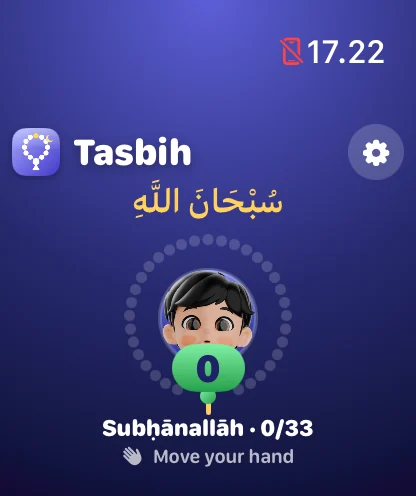 17.22
Tasbih
سُبْحَانَ اللَّهِ
0
Subḥānallāh · 0/33
Move your hand